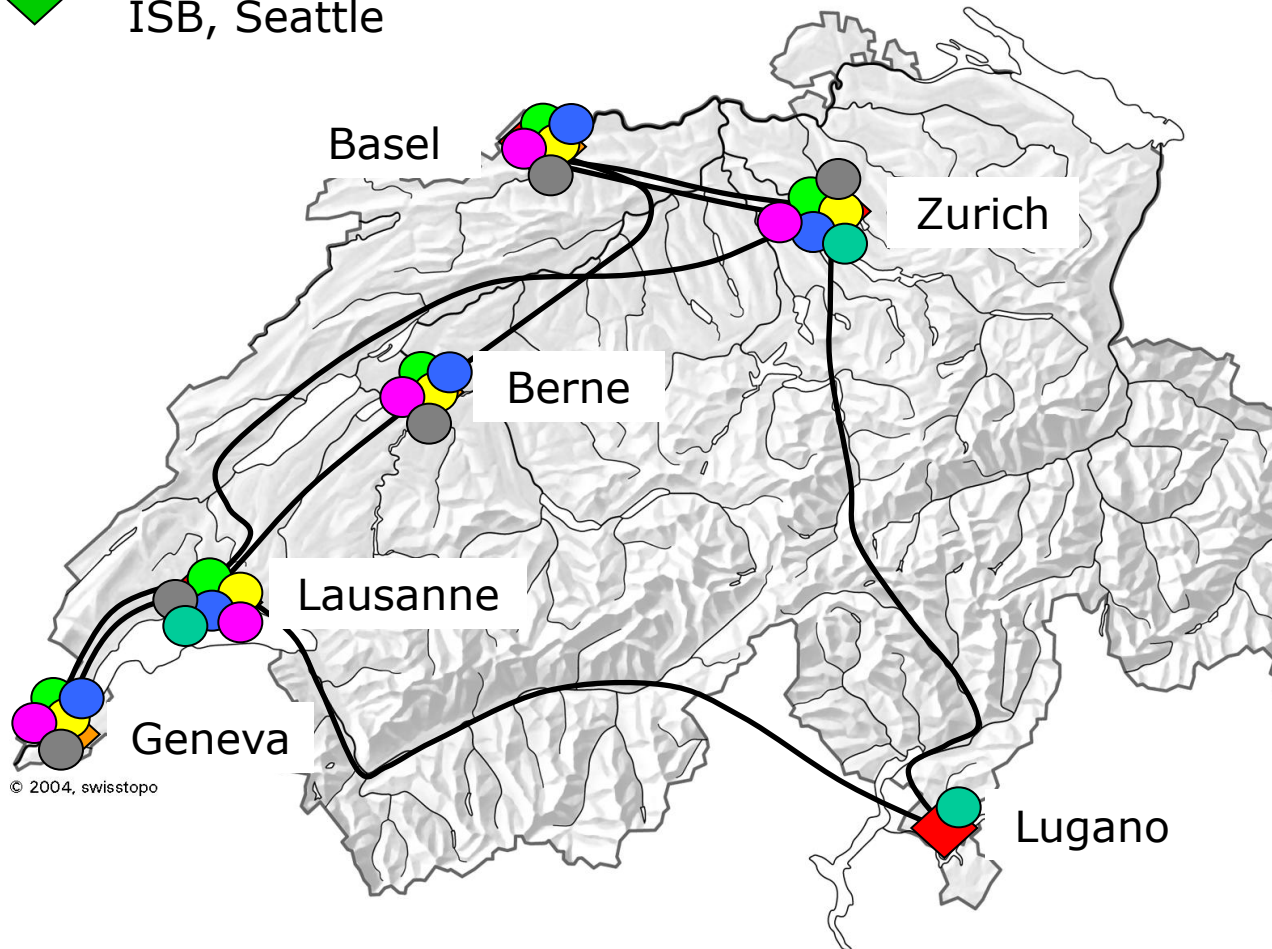 ISB, Seattle
Basel
Zurich
Berne
Lausanne
Geneva
© 2004, swisstopo
Lugano